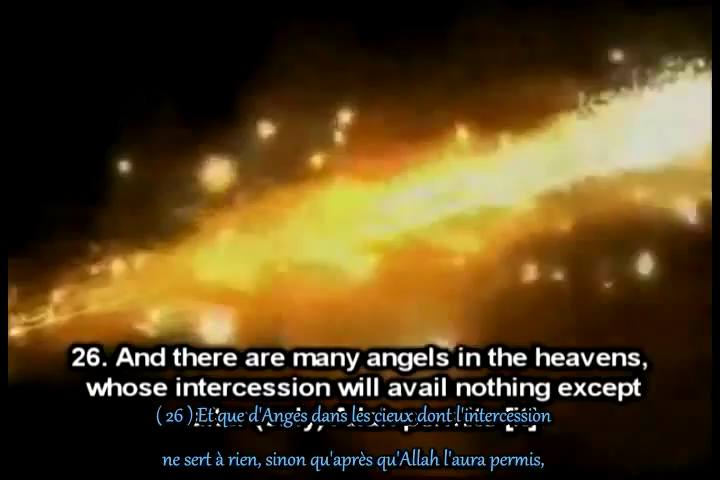 26. And there are many angels in the heavens,
whose intercession will avail nothing except
( 26 ) Et que d'Anges dans les cieux dont l'intercession
ne sert à rien, sinon qu'après qu'Allah l'aura permis,